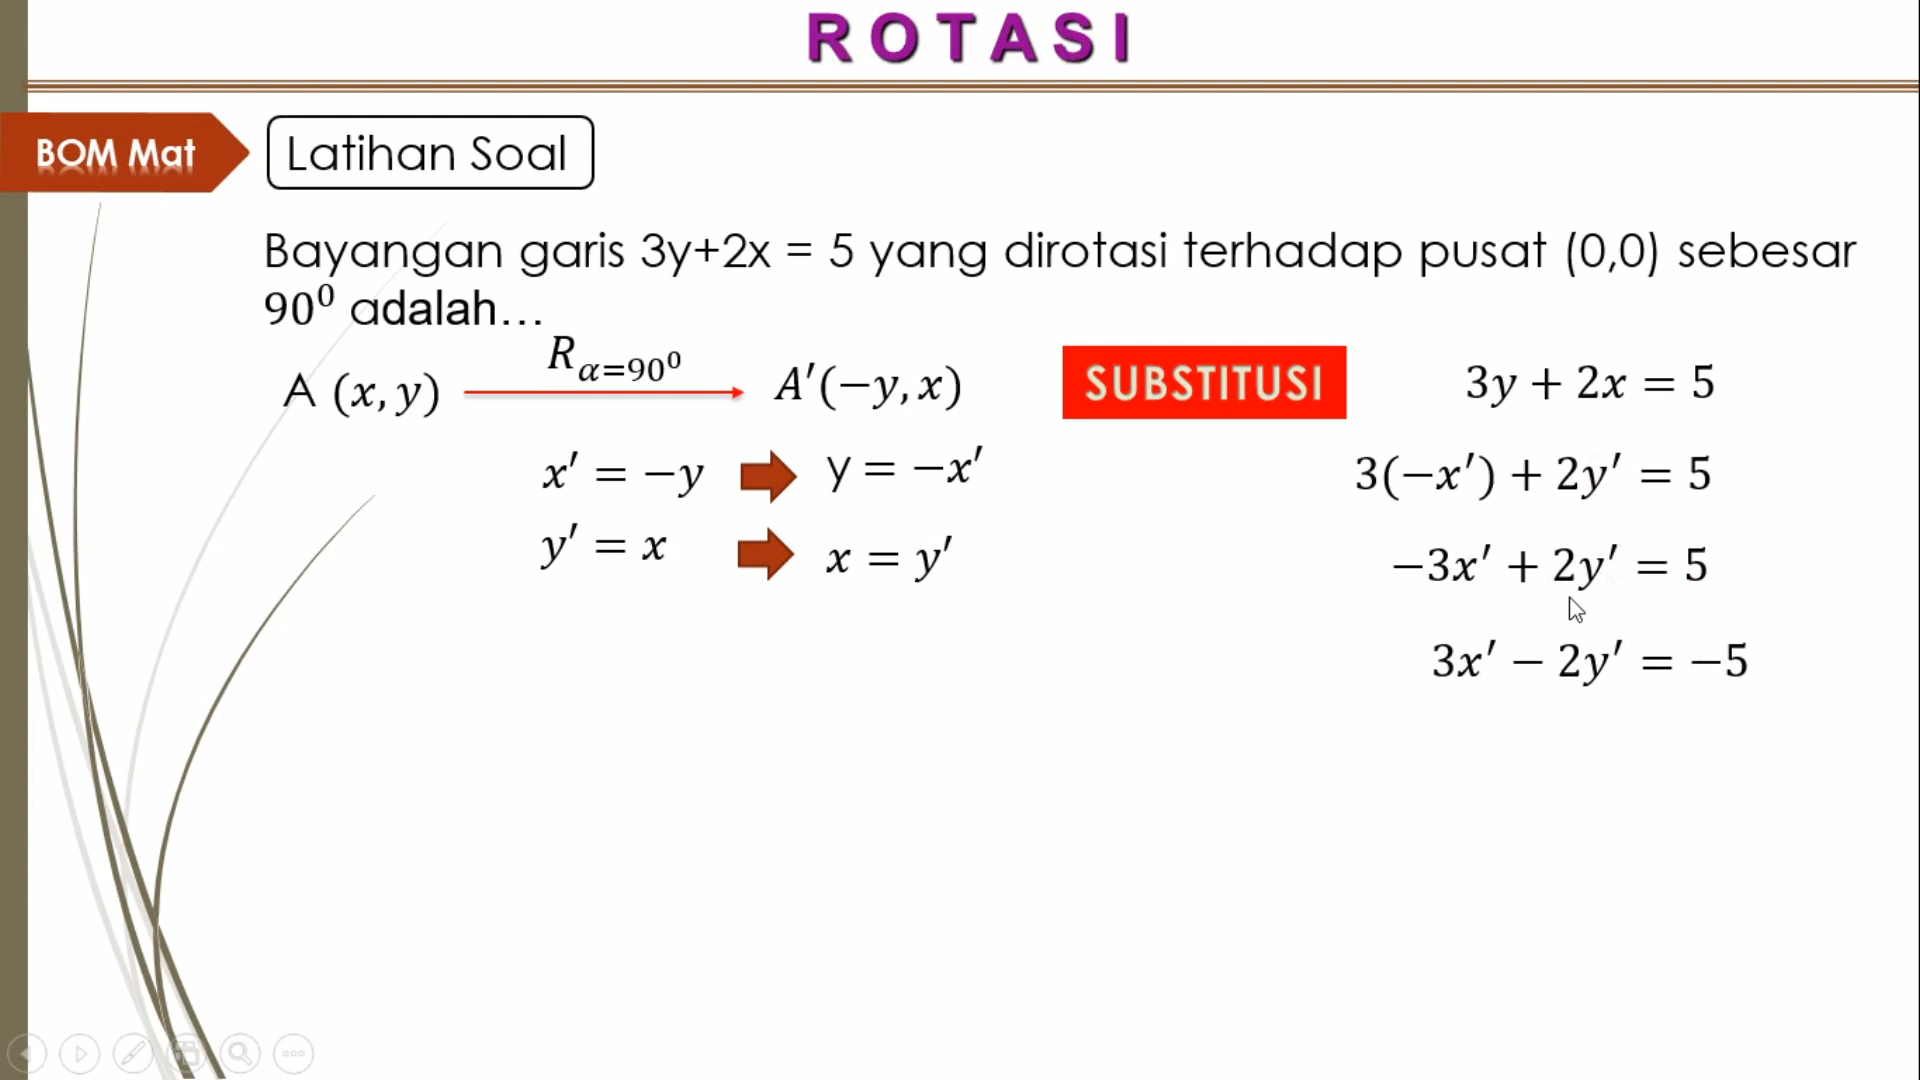 ROTASI
BOM Mat
Latihan Soal
Bayangan garis 3y+2x = 5 yang dirotasi terhadap pusat (0,0) sebesar
90⁰ adalah...
A (x, y) R α=90⁰ A′(−y, x)
x′ = −y y = −x′
y′ = x x = y′
SUBSTITUSI
3y + 2x = 5
3(−x′) + 2y′ = 5
−3x′ + 2y′ = 5
3x′ − 2y′ = −5